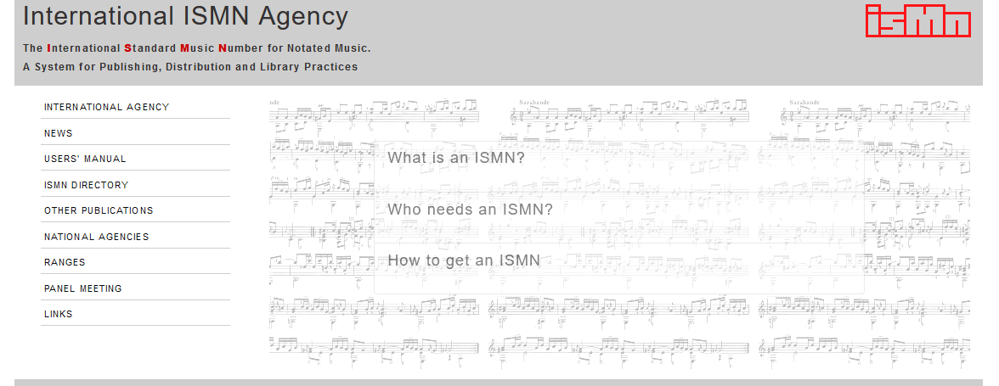 International ISMN Agency
ismn
The International Standard Music Number for Notated Music.
A System for Publishing, Distribution and Library Practices
INTERNATIONAL AGENCY
NEWS
USERS' MANUAL
ISMN DIRECTORY
OTHER PUBLICATIONS
NATIONAL AGENCIES
RANGES
PANEL MEETING
LINKS
nde Sarabande Sarabande
What is an ISMN?
Who needs an ISMN?
How to get an ISMN